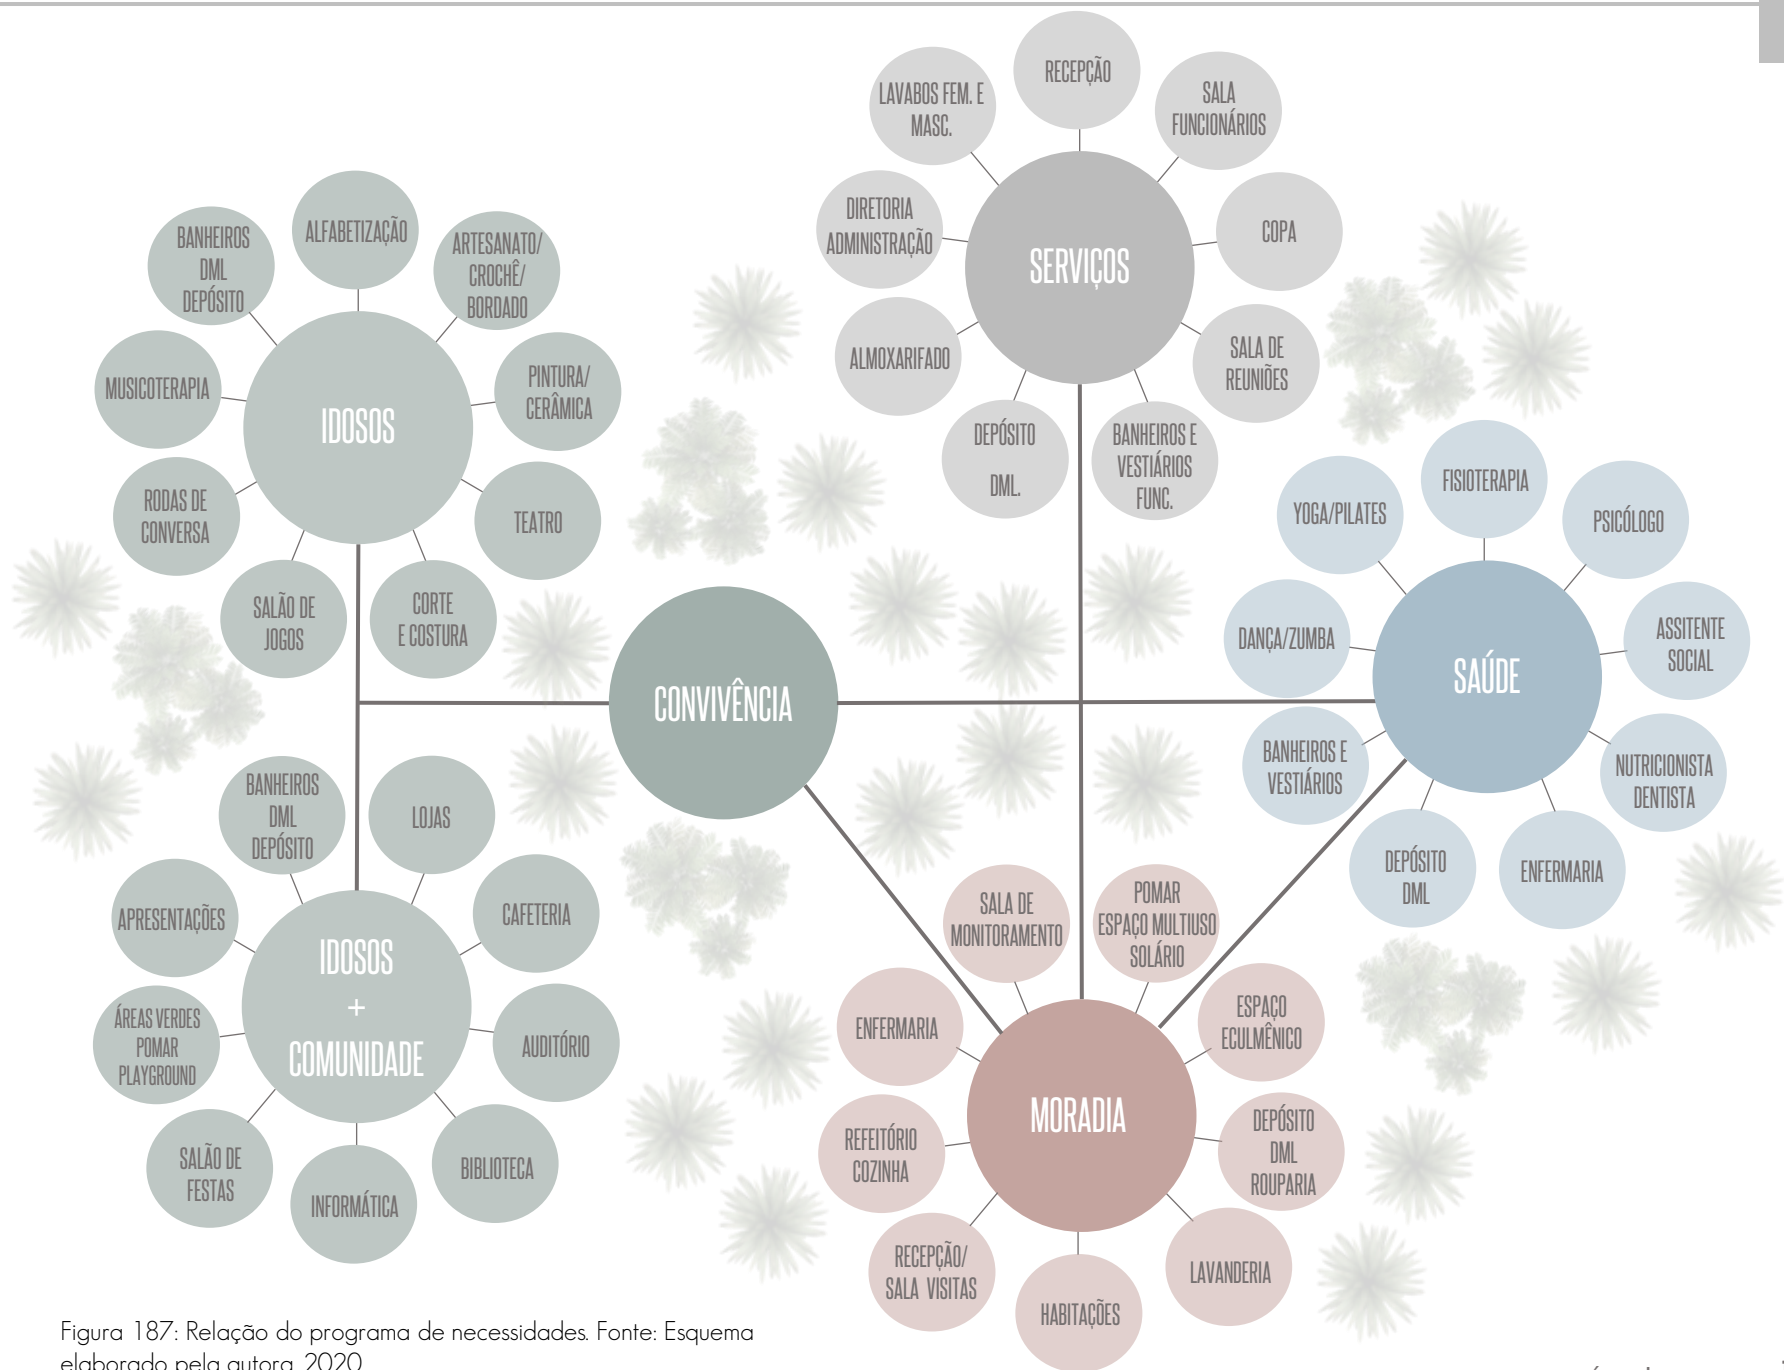 RECEPÇÃO
LAVABOS FEM. E
MASC.
SALA
FUNCIONÁRIOS
DIRETORIA
ADMINISTRAÇÃO
COPA
SERVIÇOS
ALMOXARIFADO
SALA DE
REUNIÕES
DEPÓSITO
DML.
BANHEIROS E
VESTIÁRIOS
FUNC.
ALFABETIZAÇÃO
BANHEIROS
DML
DEPÓSITO
ARTESANATO/
CROCHÊ/
BORDADO
MUSICOTERAPIA
PINTURA/
CERÂMICA
IDOSOS
RODAS DE
CONVERSA
TEATRO
SALÃO DE
JOGOS
CORTE
E COSTURA
CONVIVÊNCIA
FISIOTERAPIA
YOGA/PILATES
PSICÓLOGO
DANÇA/ZUMBA
ASSITENTE
SOCIAL
SAÚDE
BANHEIROS E
VESTIÁRIOS
NUTRICIONISTA
DENTISTA
DEPÓSITO
DML
ENFERMARIA
BANHEIROS
DML
DEPÓSITO
LOJAS
APRESENTAÇÕES
CAFETERIA
IDOSOS
+
COMUNIDADE
ÁREAS VERDES
POMAR
PLAYGROUND
AUDITÓRIO
SALÃO DE
FESTAS
INFORMÁTICA
BIBLIOTECA
SALA DE
MONITORAMENTO
POMAR
ESPAÇO MULTIUSO
SOLÁRIO
ENFERMARIA
ESPAÇO
ECULMÊNICO
MORADIA
REFEITÓRIO
COZINHA
DEPÓSITO
DML
ROUPARIA
RECEPÇÃO/
SALA VISITAS
HABITAÇÕES
LAVANDERIA
Figura 187: Relação do programa de necessidades. Fonte: Esquema
elaborado pela autora, 2020